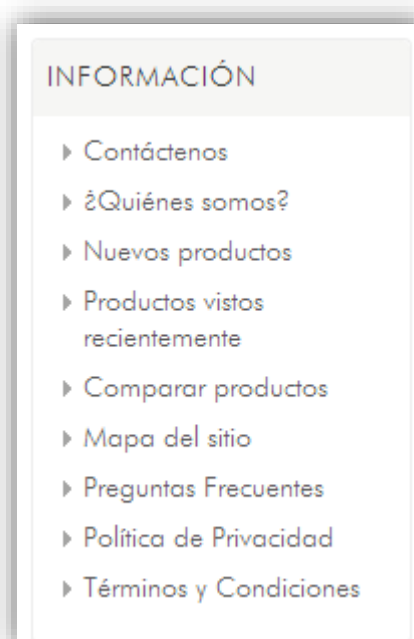 INFORMACIÓN
Contáctenos
¿Quiénes somos?
Nuevos productos
Productos vistos
recientemente
Comparar productos
Mapa del sitio
Preguntas Frecuentes
Política de Privacidad
Términos y Condiciones